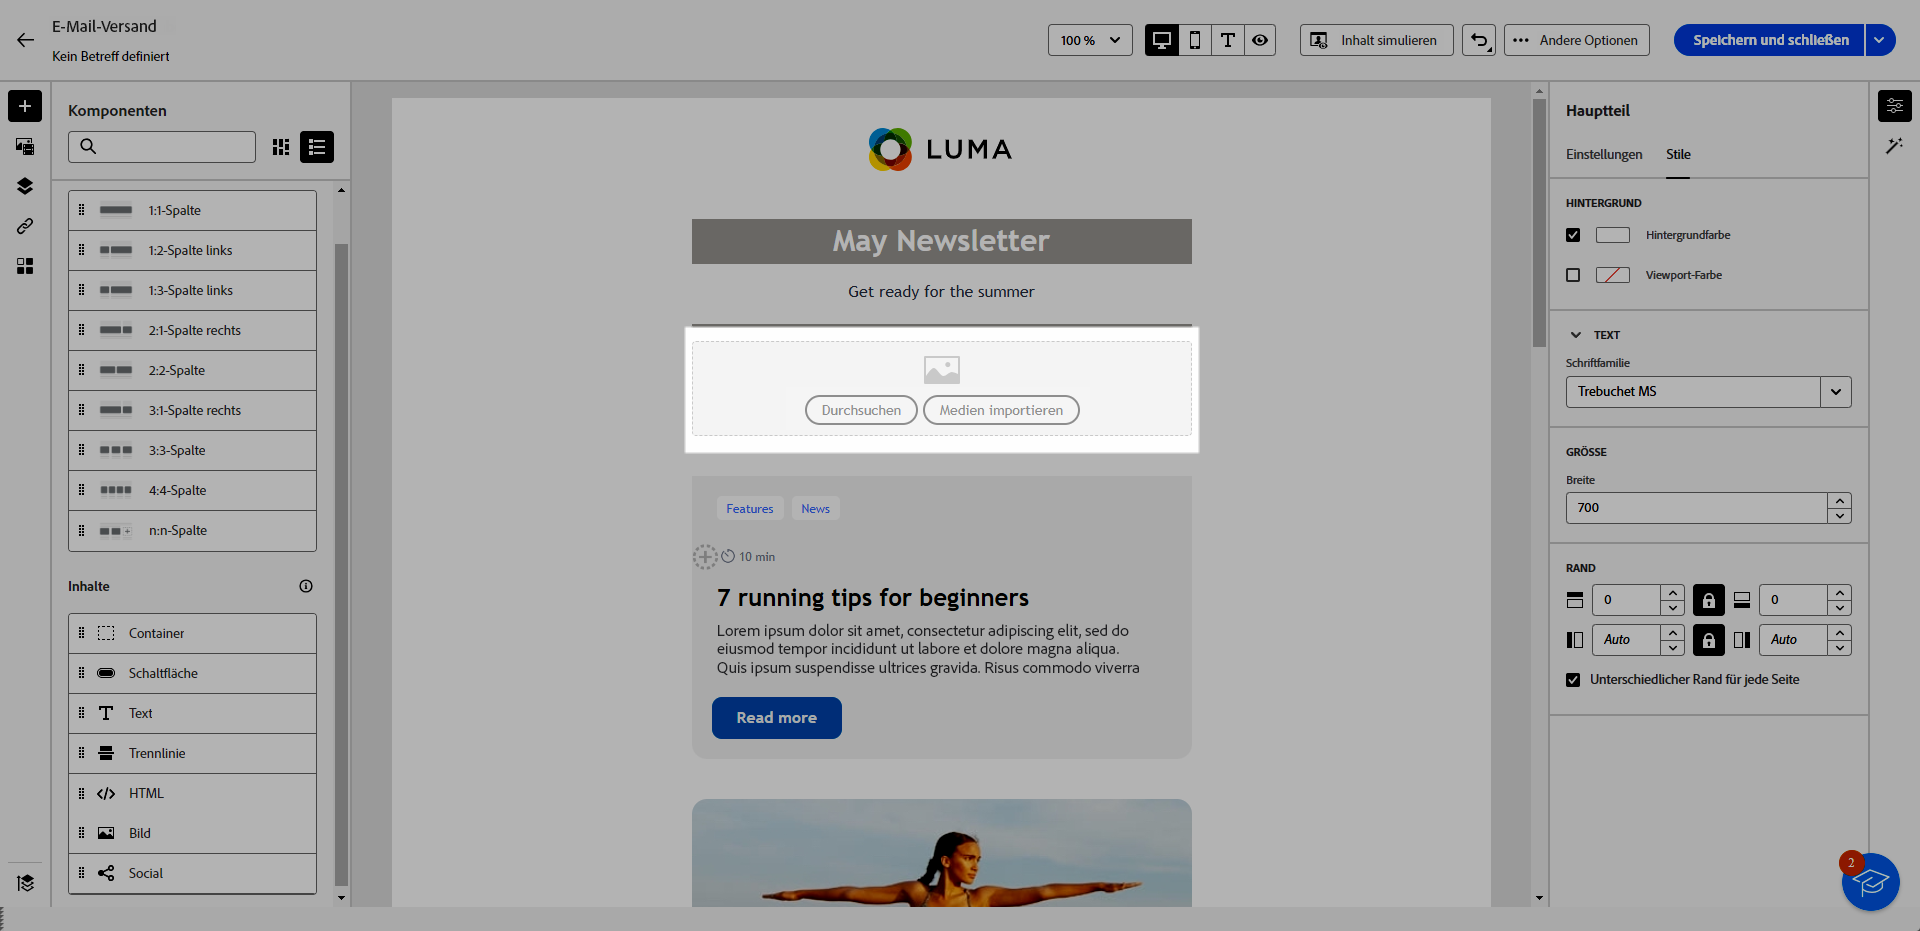 E-Mail-Versand
Kein Betreff definiert
100 %
Inhalt simulieren
Andere Optionen
Speichern und schließen
Komponenten
1:1-Spalte
1:2-Spalte links
1:3-Spalte links
2:1-Spalte rechts
2:2-Spalte
3:1-Spalte rechts
3:3-Spalte
4:4-Spalte
n:n-Spalte
Inhalte
Container
Schaltfläche
Text
Trennlinie
HTML
Bild
Social
LUMA
May Newsletter
Get ready for the summer
Durchsuchen
Medien importieren
Features
News
10 min
7 running tips for beginners
Lorem ipsum dolor sit amet, consectetur adipiscing elit, sed do
eiusmod tempor incididunt ut labore et dolore magna aliqua.
Quis ipsum suspendisse ultrices gravida. Risus commodo viverra
Read more
Hauptteil
Einstellungen
Stile
HINTERGRUND
Hintergrundfarbe
Viewport-Farbe
TEXT
Schriftfamilie
Trebuchet MS
GRÖSSE
Breite
700
RAND
0
0
Auto
Auto
Unterschiedlicher Rand für jede Seite
2